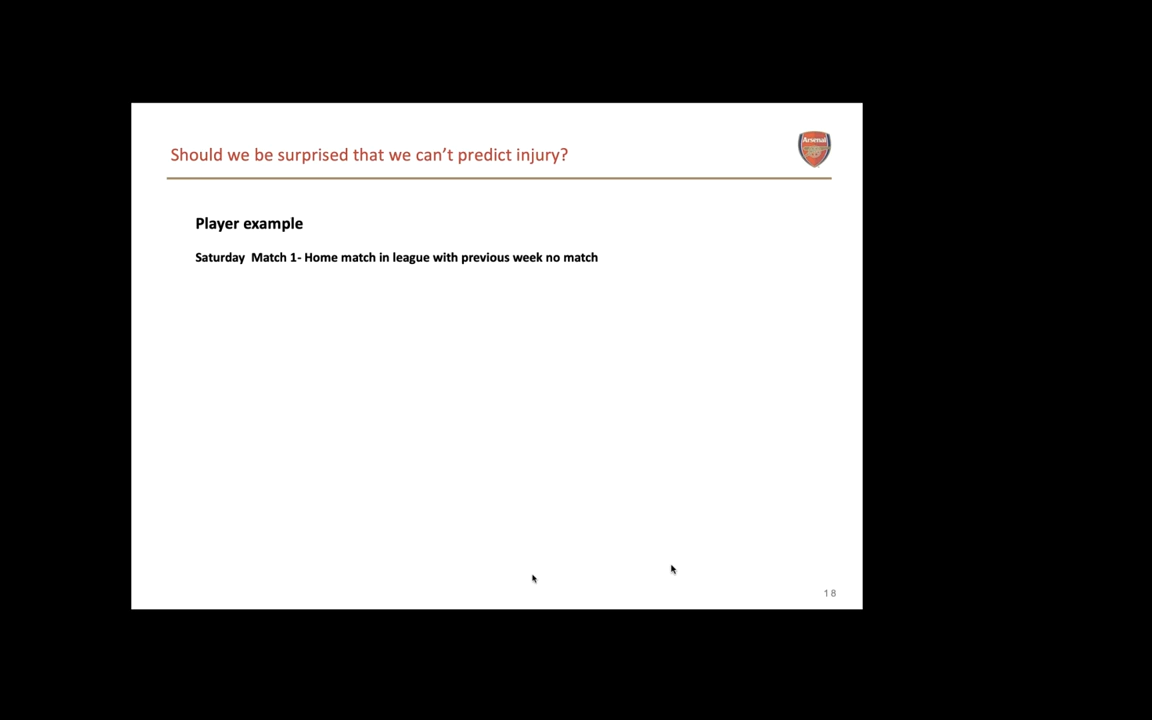 Should we be surprised that we can't predict injury?
Arsenal
Player example
Saturday  Match 1- Home match in league with previous week no match
18